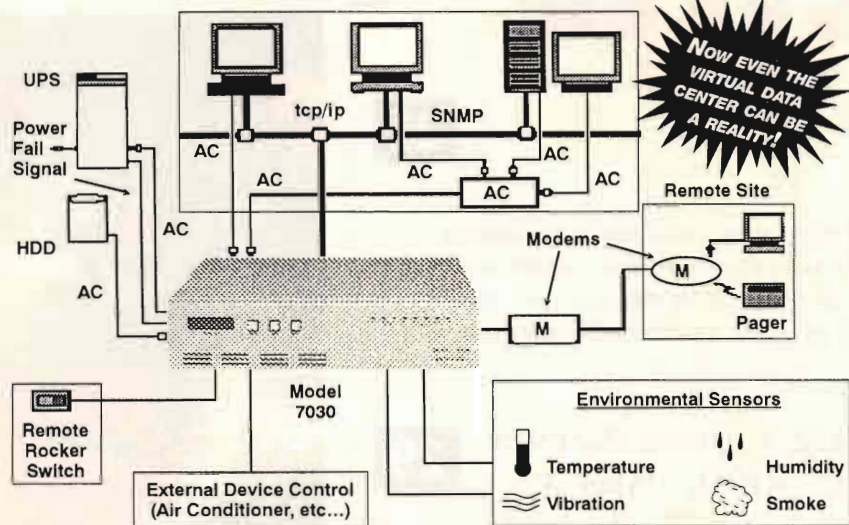 NOW EVEN THE
VIRTUAL DATA
CENTER CAN BE
A REALITY!
UPS
Power
Fail
Signal
HDD
AC
AC
tcp/ip
SNMP
AC
AC
AC
AC
AC
Remote Site
Modems
M
M
Pager
Model
7030
Remote
Rocker
Switch
External Device Control
(Air Conditioner, etc...)
Environmental Sensors
Temperature
Humidity
Vibration
Smoke